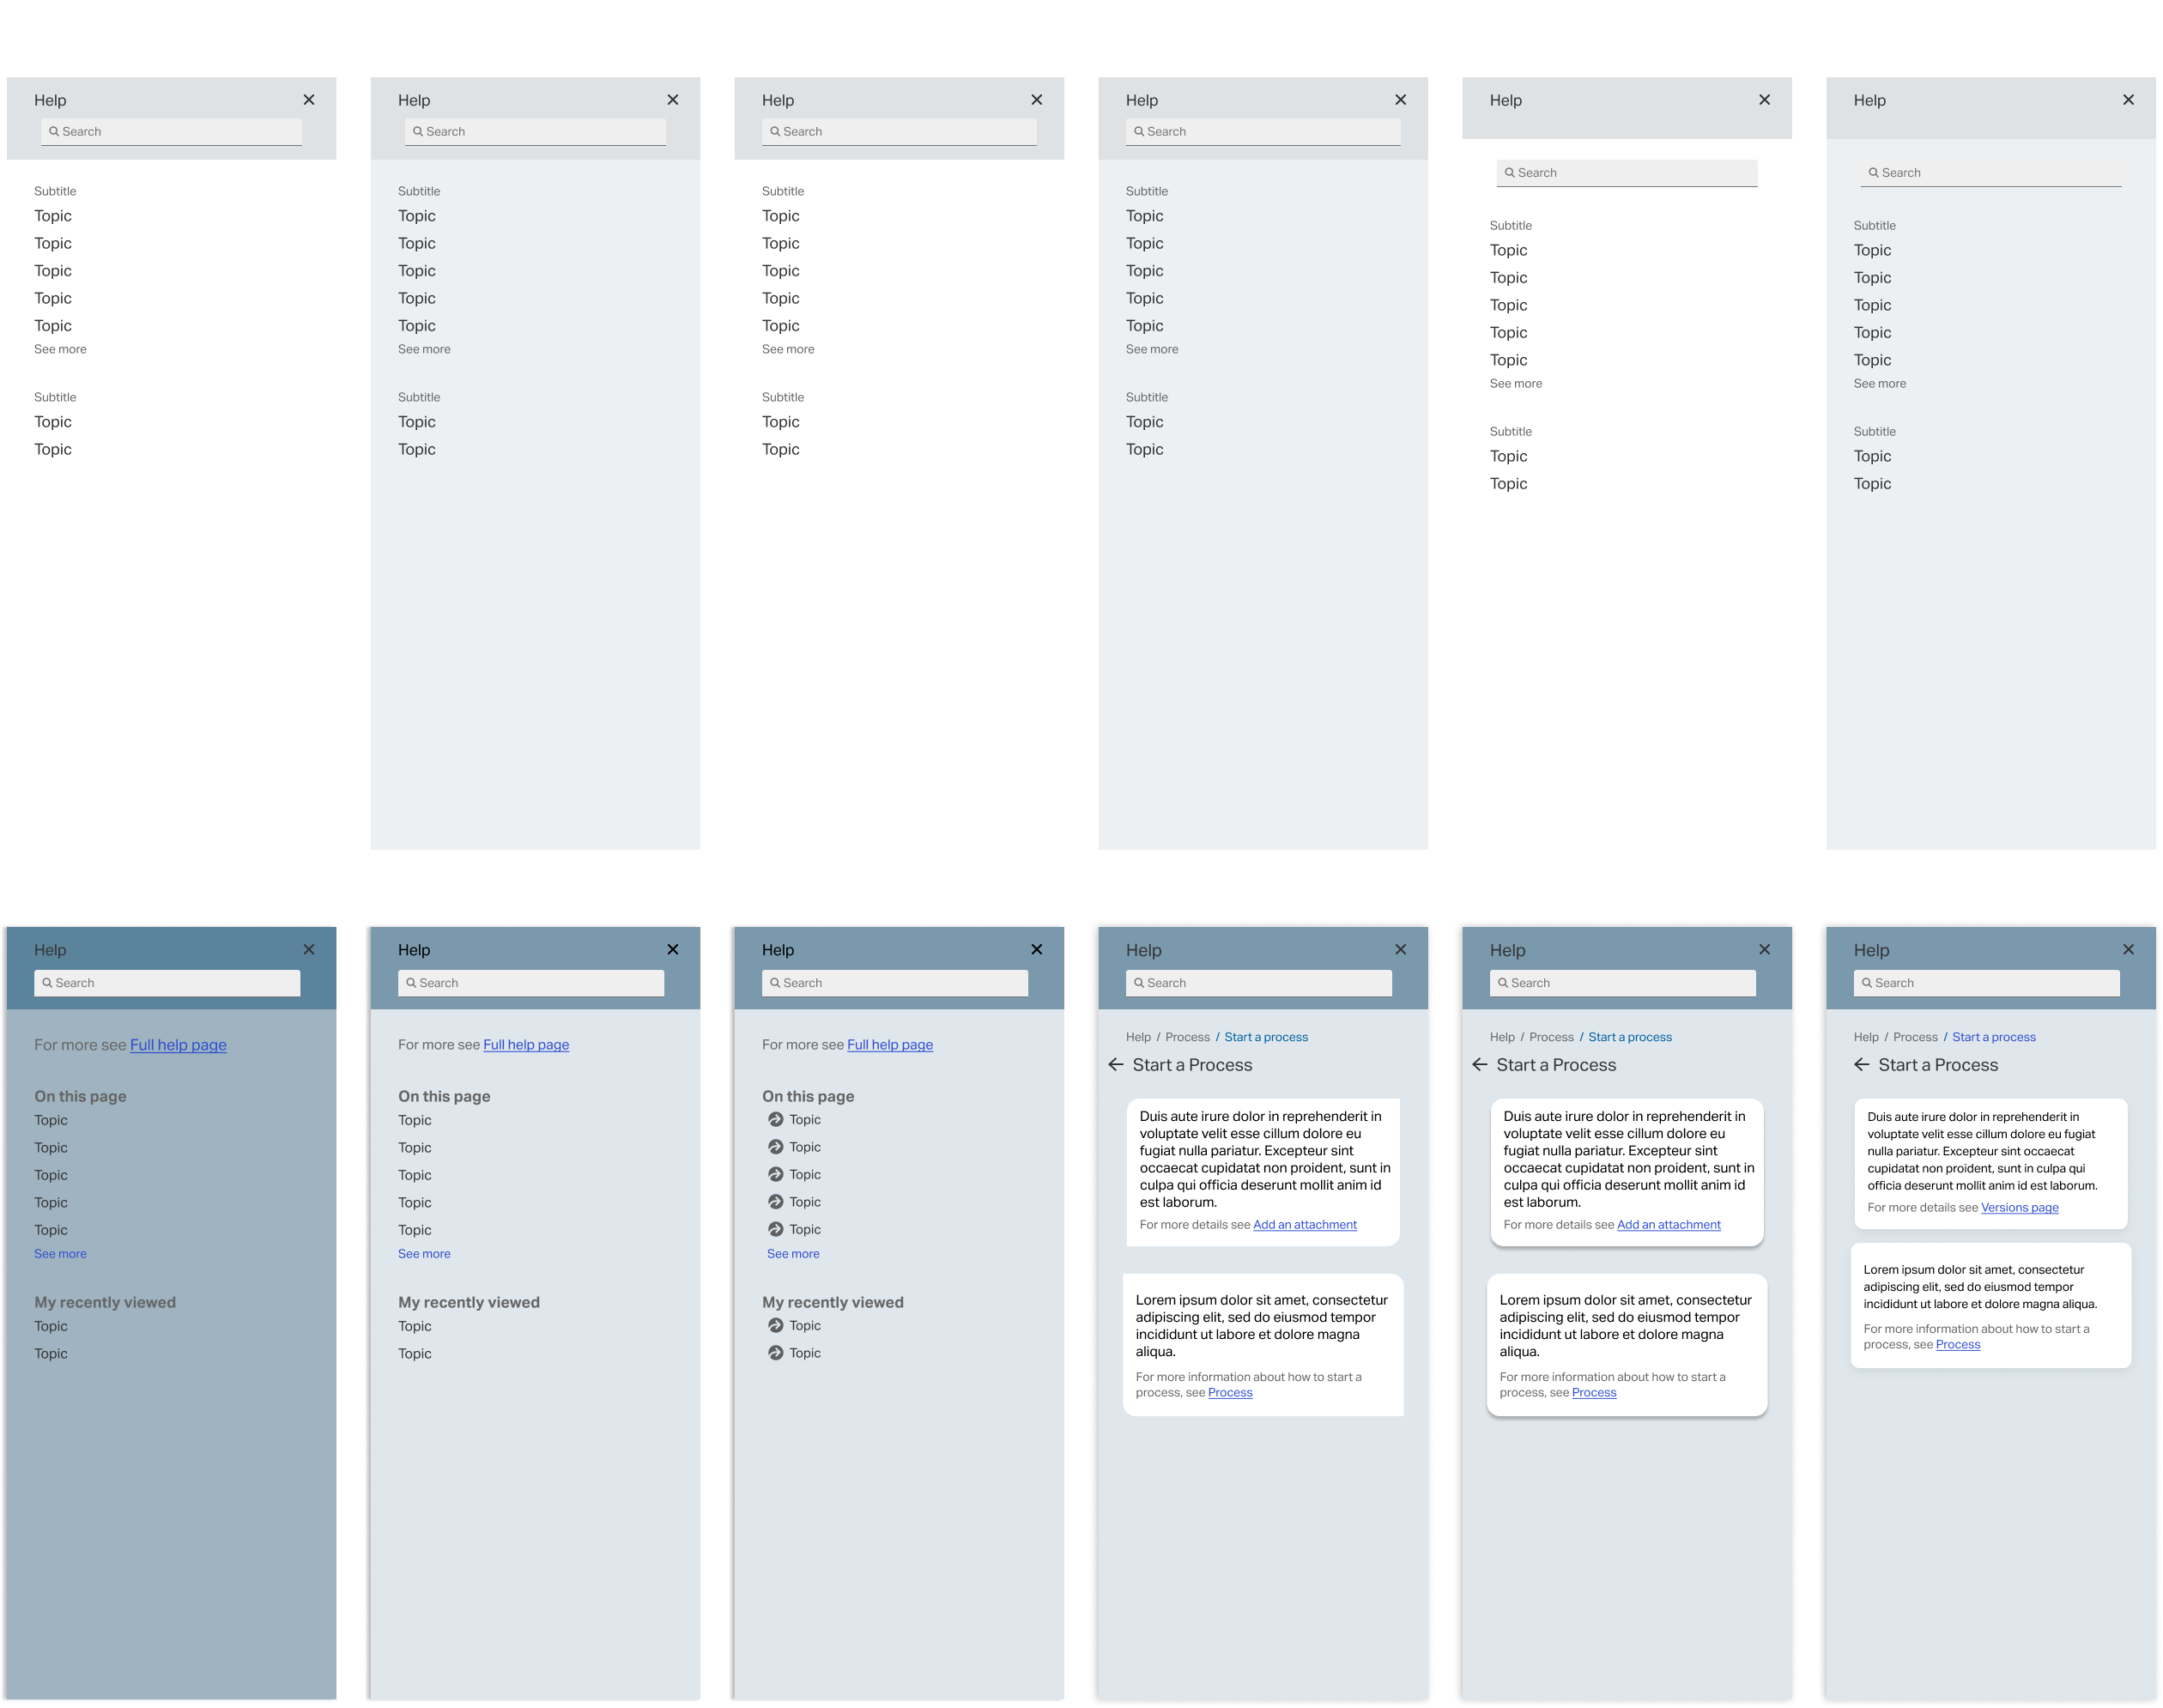 Help
Search
Subtitle
Topic
Topic
Topic
Topic
Topic
See more
Subtitle
Topic
Topic
Help
Search
Subtitle
Topic
Topic
Topic
Topic
Topic
See more
Subtitle
Topic
Topic
Help
Search
Subtitle
Topic
Topic
Topic
Topic
Topic
See more
Subtitle
Topic
Topic
Help
Search
Subtitle
Topic
Topic
Topic
Topic
Topic
See more
Subtitle
Topic
Topic
Help
Search
Subtitle
Topic
Topic
Topic
Topic
Topic
See more
Subtitle
Topic
Topic
Help
Search
Subtitle
Topic
Topic
Topic
Topic
Topic
See more
Subtitle
Topic
Topic
Help
Search
For more see Full help page
On this page
Topic
Topic
Topic
Topic
Topic
See more
My recently viewed
Topic
Topic
Help
Search
For more see Full help page
On this page
Topic
Topic
Topic
Topic
Topic
See more
My recently viewed
Topic
Topic
Help
Search
For more see Full help page
On this page
Topic
Topic
Topic
Topic
Topic
See more
My recently viewed
Topic
Topic
Help
Search
Help / Process / Start a process
Start a Process
Duis aute irure dolor in reprehenderit in
voluptate velit esse cillum dolore eu
fugiat nulla pariatur. Excepteur sint
occaecat cupidatat non proident, sunt in
culpa qui officia deserunt mollit anim id
est laborum.
For more details see Add an attachment
Lorem ipsum dolor sit amet, consectetur
adipiscing elit, sed do eiusmod tempor
incididunt ut labore et dolore magna
aliqua.
For more information about how to start a
process, see Process
Help
Search
Help / Process / Start a process
Start a Process
Duis aute irure dolor in reprehenderit in
voluptate velit esse cillum dolore eu
fugiat nulla pariatur. Excepteur sint
occaecat cupidatat non proident, sunt in
culpa qui officia deserunt mollit anim id
est laborum.
For more details see Add an attachment
Lorem ipsum dolor sit amet, consectetur
adipiscing elit, sed do eiusmod tempor
incididunt ut labore et dolore magna
aliqua.
For more information about how to start a
process, see Process
Help
Search
Help / Process / Start a process
Start a Process
Duis aute irure dolor in reprehenderit in
voluptate velit esse cillum dolore eu fugiat
nulla pariatur. Excepteur sint occaecat
cupidatat non proident, sunt in culpa qui
officia deserunt mollit anim id est laborum.
For more details see Versions page
Lorem ipsum dolor sit amet, consectetur
adipiscing elit, sed do eiusmod tempor
incididunt ut labore et dolore magna aliqua.
For more information about how to start a
process, see Process